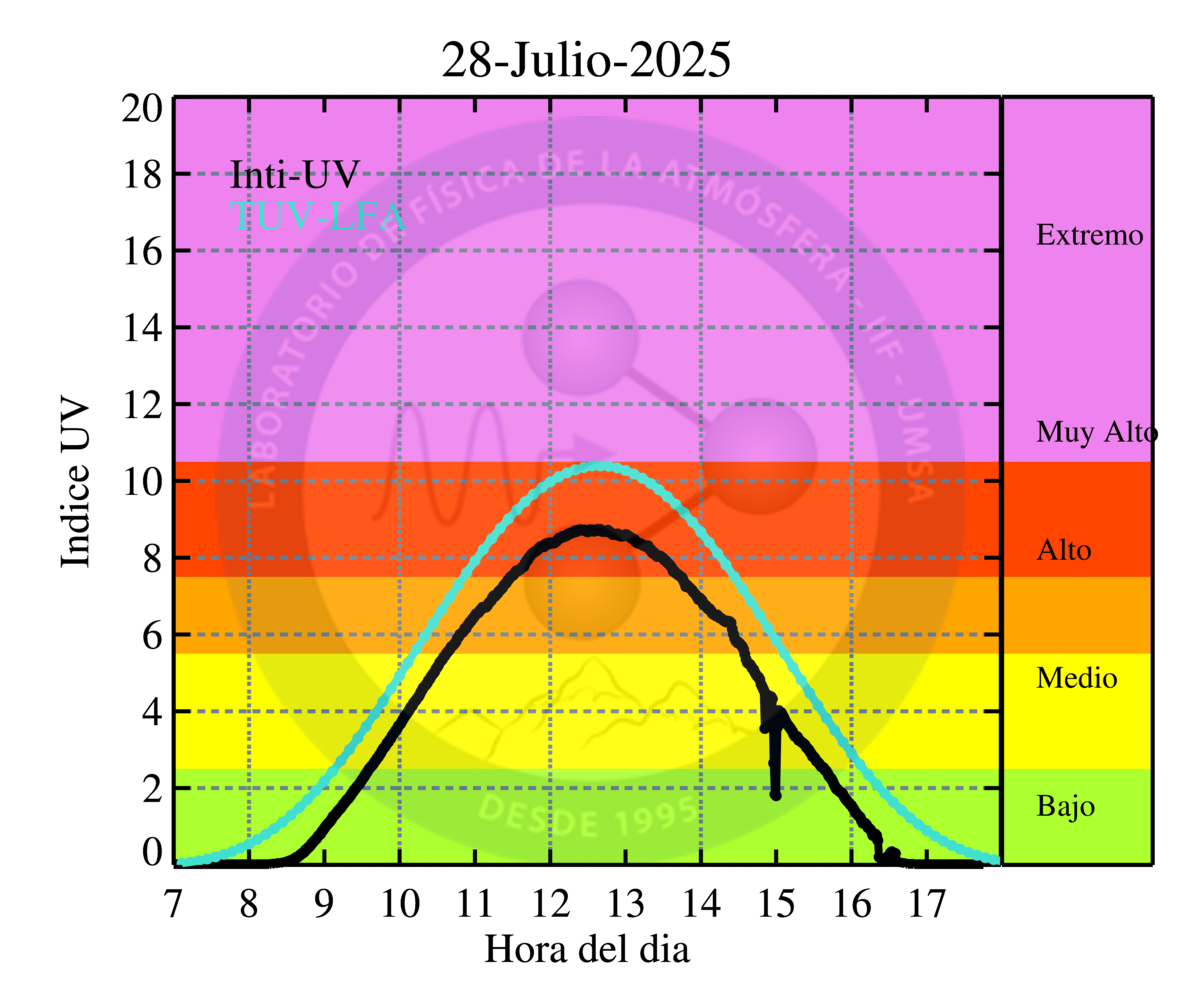 28-Julio-2025
Inti-UV
TUV-LFA
LABORATORIO DE FÍSICA DE LA ATMÓSFERA - IIF - UMSA
DESDE 1995
Indice UV
20
18
16
14
12
10
8
6
4
2
0
7 8 9 10 11 12 13 14 15 16 17
Hora del dia
Extremo
Muy Alto
Alto
Medio
Bajo